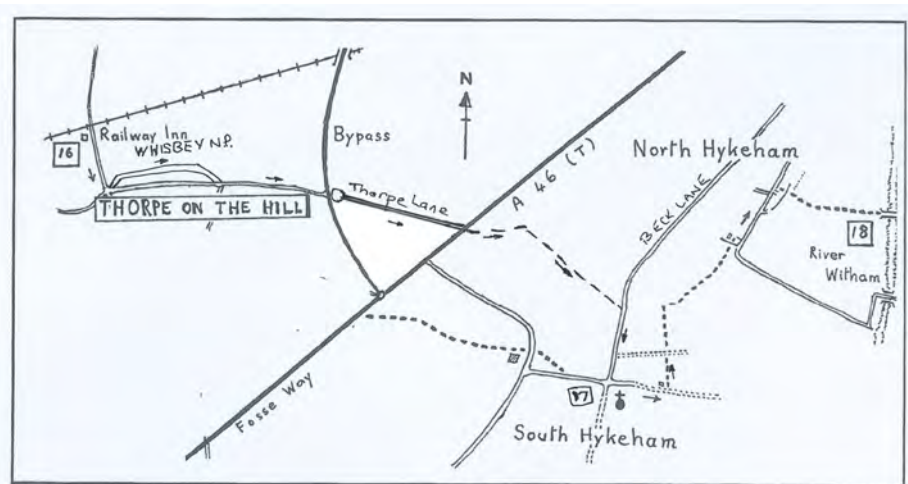 N
Bypass
A 46 (T)
16
Railway Inn
WHISBEY N.P.
North Hykeham
THORPE ON THE HILL
Thorpe Lane
BECK LANE
18
River
Witham
Fosse Way
17
South Hykeham